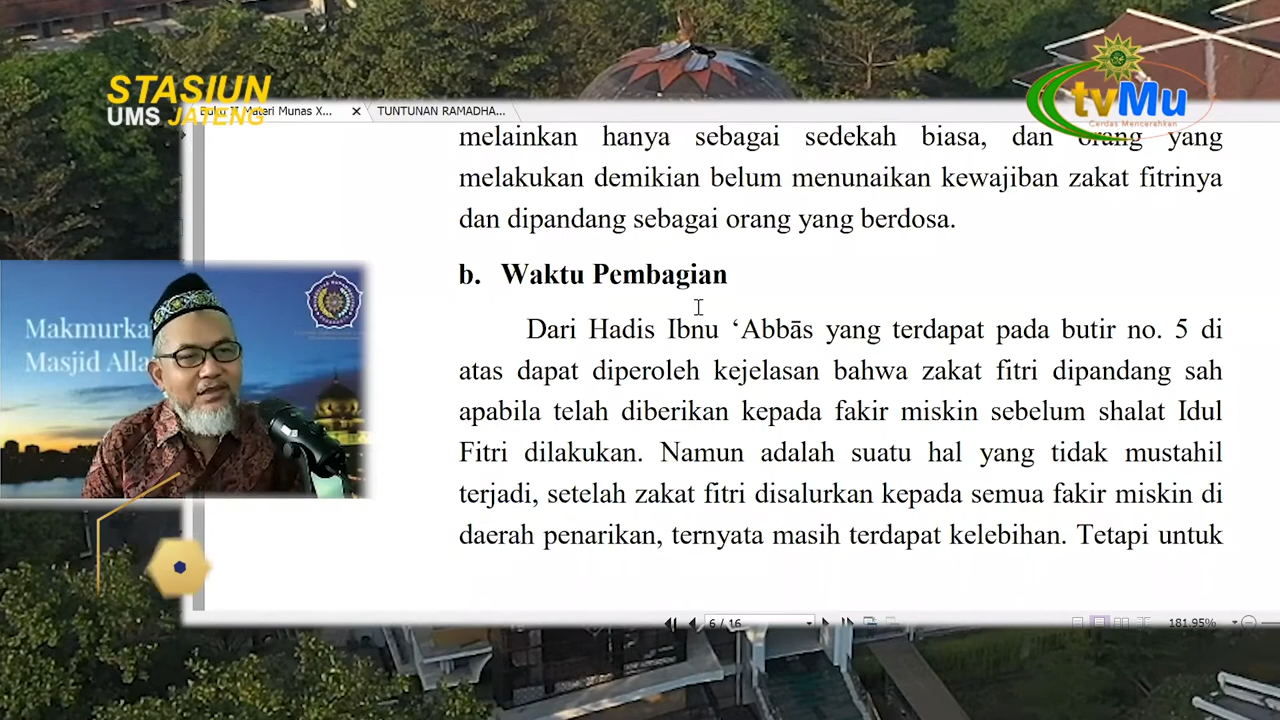 STASIUN
UMS JATENG
tvMu
Cerdas Mencerahkan
Materi Munas X...
TUNTUNAN RAMADHA...
melainkan hanya sebagai sedekah biasa, dan orang yang
melakukan demikian belum menunaikan kewajiban zakat fitrinya
dan dipandang sebagai orang yang berdosa.
b. Waktu Pembagian
Dari Hadis Ibnu ‘Abbās yang terdapat pada butir no. 5 di
atas dapat diperoleh kejelasan bahwa zakat fitri dipandang sah
apabila telah diberikan kepada fakir miskin sebelum shalat Idul
Fitri dilakukan. Namun adalah suatu hal yang tidak mustahil
terjadi, setelah zakat fitri disalurkan kepada semua fakir miskin di
daerah penarikan, ternyata masih terdapat kelebihan. Tetapi untuk
Makmurka
Masjid Alla
6 / 16
181.95%